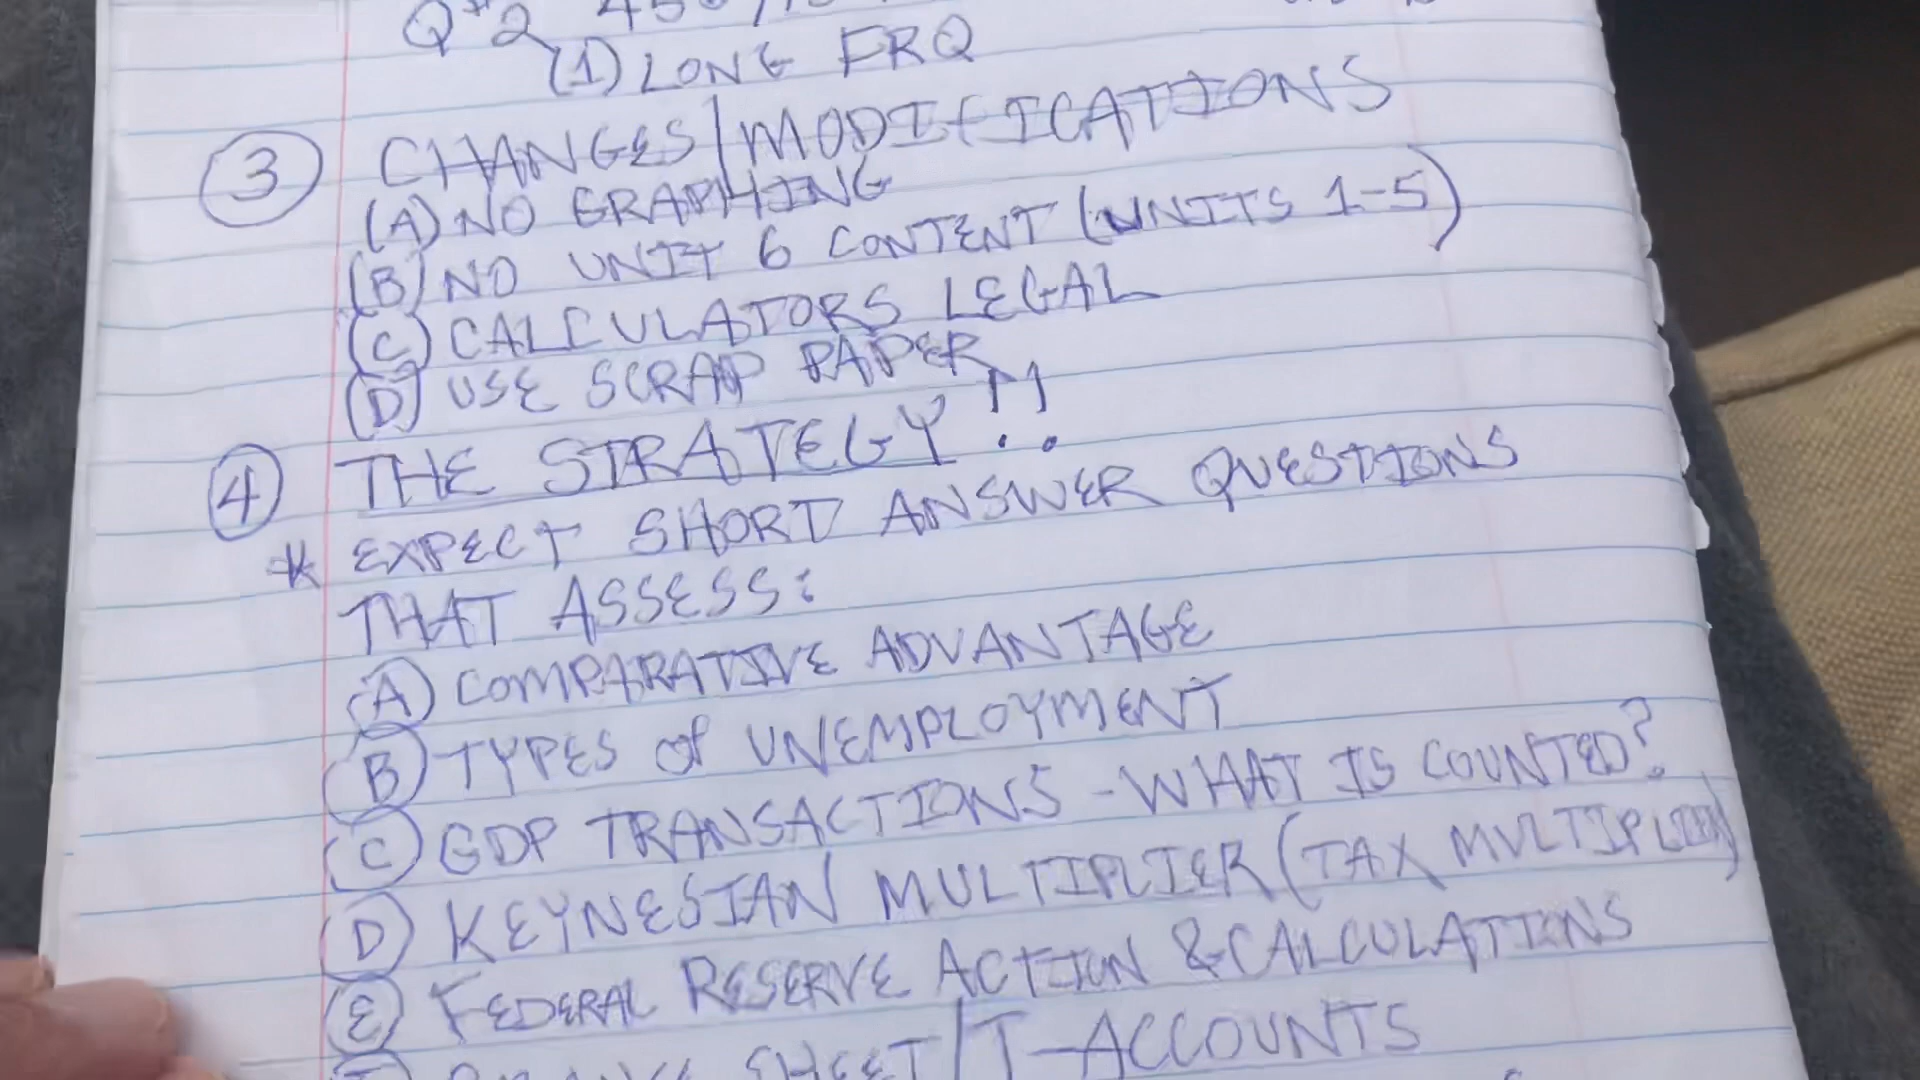 Q#2
(1) LONG FRQ
3 CHANGES/MODIFICATIONS
(A) NO GRAPHING
(B) NO UNIT 6 CONTENT (UNITS 1-5)
(C) CALCULATORS LEGAL
(D) USE SCRAP PAPER
4 THE STRATEGY!!
* EXPECT SHORT ANSWER QUESTIONS
THAT ASSESS:
(A) COMPARATIVE ADVANTAGE
(B) TYPES of UNEMPLOYMENT
(C) GDP TRANSACTIONS - WHAT IS COUNTED?
(D) KEYNESIAN MULTIPLIER (TAX MULTIPLIER)
(E) FEDERAL RESERVE ACTION & CALCULATIONS
SHEET/T-ACCOUNTS